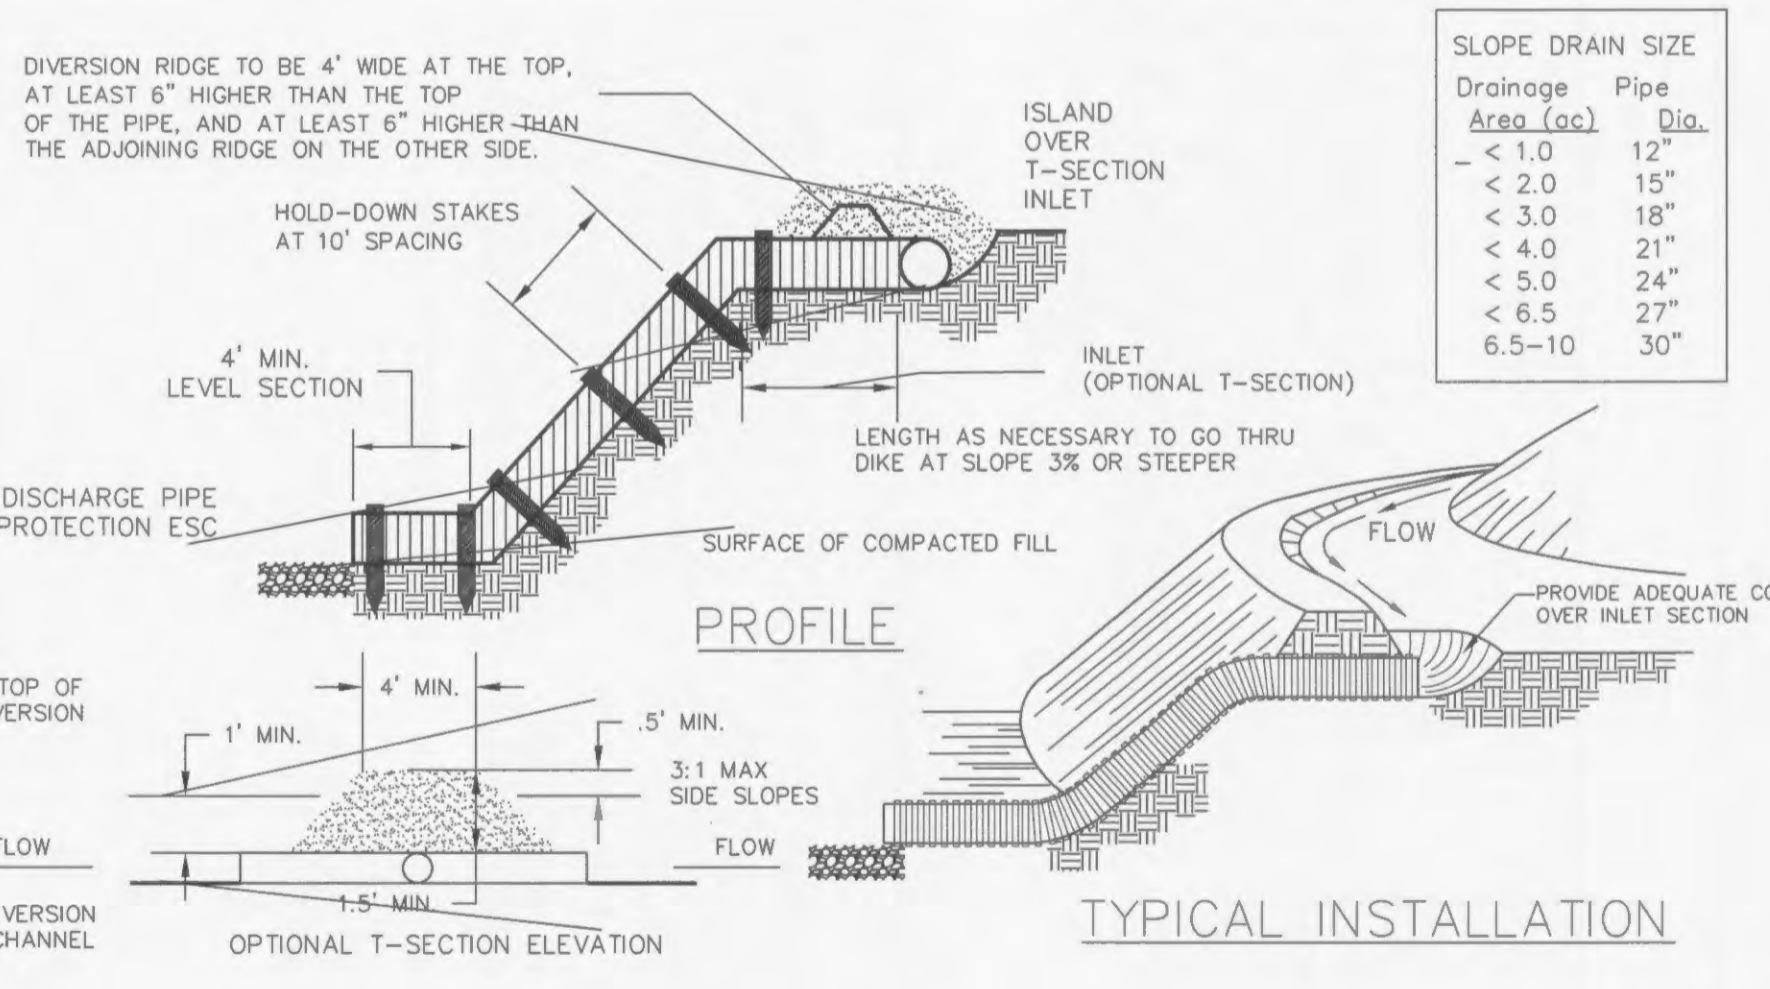 DIVERSION RIDGE TO BE 4' WIDE AT THE TOP,
AT LEAST 6" HIGHER THAN THE TOP
OF THE PIPE, AND AT LEAST 6" HIGHER THAN
THE ADJOINING RIDGE ON THE OTHER SIDE.
HOLD-DOWN STAKES
AT 10' SPACING
ISLAND
OVER
T-SECTION
INLET
SLOPE DRAIN SIZE
Drainage Pipe
Area (ac) Dia.
< 1.0 12"
< 2.0 15"
< 3.0 18"
< 4.0 21"
< 5.0 24"
< 6.5 27"
6.5-10 30"
4' MIN.
LEVEL SECTION
INLET
(OPTIONAL T-SECTION)
LENGTH AS NECESSARY TO GO THRU
DIKE AT SLOPE 3% OR STEEPER
DISCHARGE PIPE
PROTECTION ESC
SURFACE OF COMPACTED FILL
PROFILE
FLOW
PROVIDE ADEQUATE CO
OVER INLET SECTION
TOP OF
VERSION
4' MIN.
1' MIN.
.5' MIN.
3:1 MAX
SIDE SLOPES
FLOW
FLOW
1.5' MIN.
VERSION
CHANNEL
OPTIONAL T-SECTION ELEVATION
TYPICAL INSTALLATION